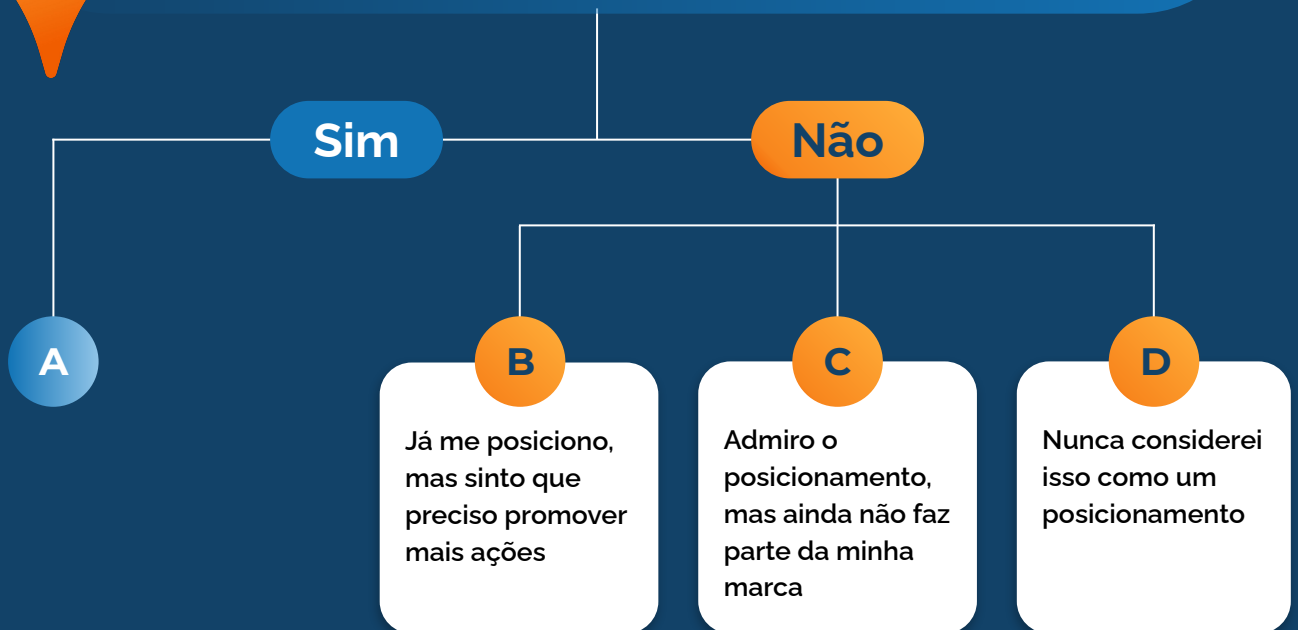 Sim
Não
A
B
Já me posiciono,
mas sinto que
preciso promover
mais ações
C
Admiro o
posicionamento,
mas ainda não faz
parte da minha
marca
D
Nunca considerei
isso como um
posicionamento